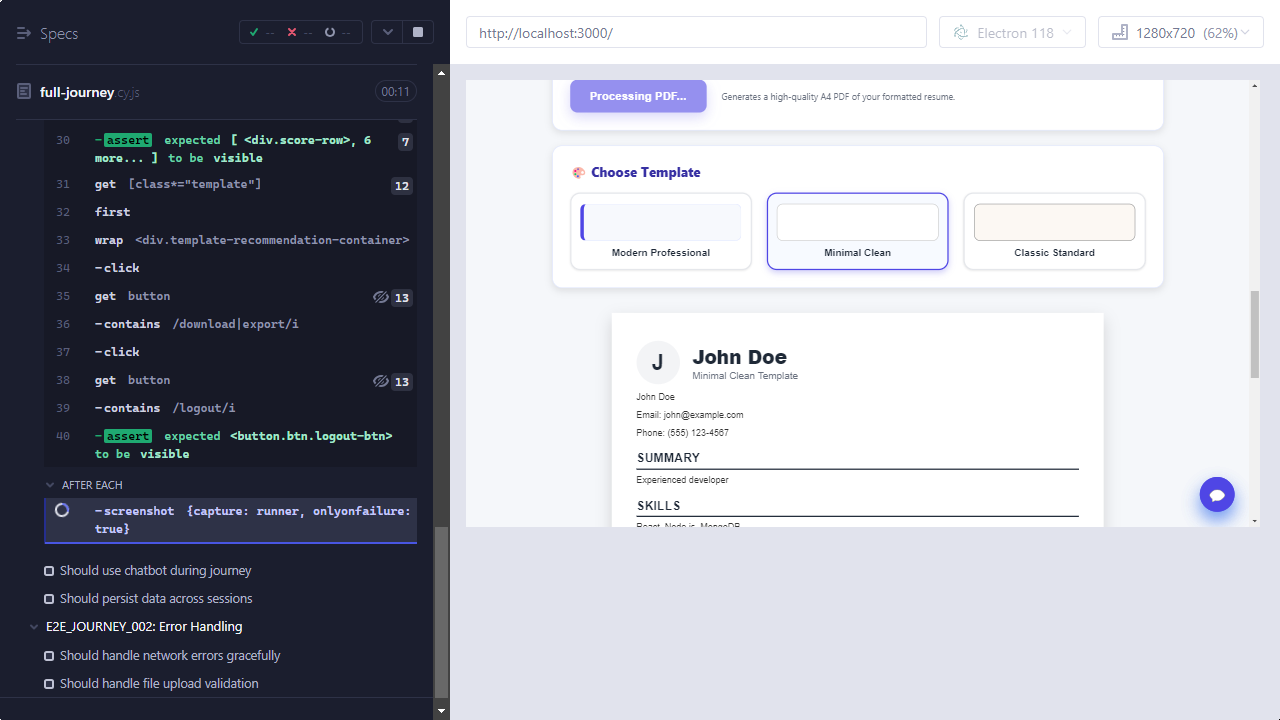 Specs
-- -- --
full-journey.cy.js 00:11
30 -assert expected [ <div.score-row>, 6 7
more... ] to be visible
31 get [class*="template"] 12
32 first
33 wrap <div.template-recommendation-container>
34 -click
35 get button 13
36 -contains /download|export/i
37 -click
38 get button 13
39 -contains /logout/i
40 -assert expected <button.btn.logout-btn>
to be visible
AFTER EACH
-screenshot {capture: runner, onlyonfailure:
true}
Should use chatbot during journey
Should persist data across sessions
E2E_JOURNEY_002: Error Handling
Should handle network errors gracefully
Should handle file upload validation
http://localhost:3000/
Electron 118
1280x720 (62%)
Processing PDF...
Generates a high-quality A4 PDF of your formatted resume.
Choose Template
Modern Professional
Minimal Clean
Classic Standard
J
John Doe
Minimal Clean Template
John Doe
Email: john@example.com
Phone: (555) 123-4567
SUMMARY
Experienced developer
SKILLS
React, Node.js, MongoDB